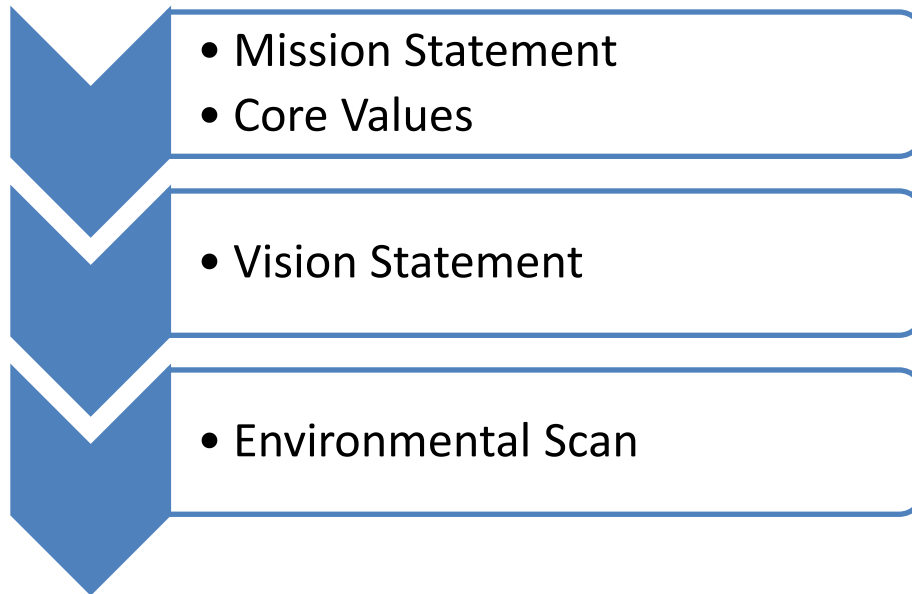 • Mission Statement
• Core Values
• Vision Statement
• Environmental Scan